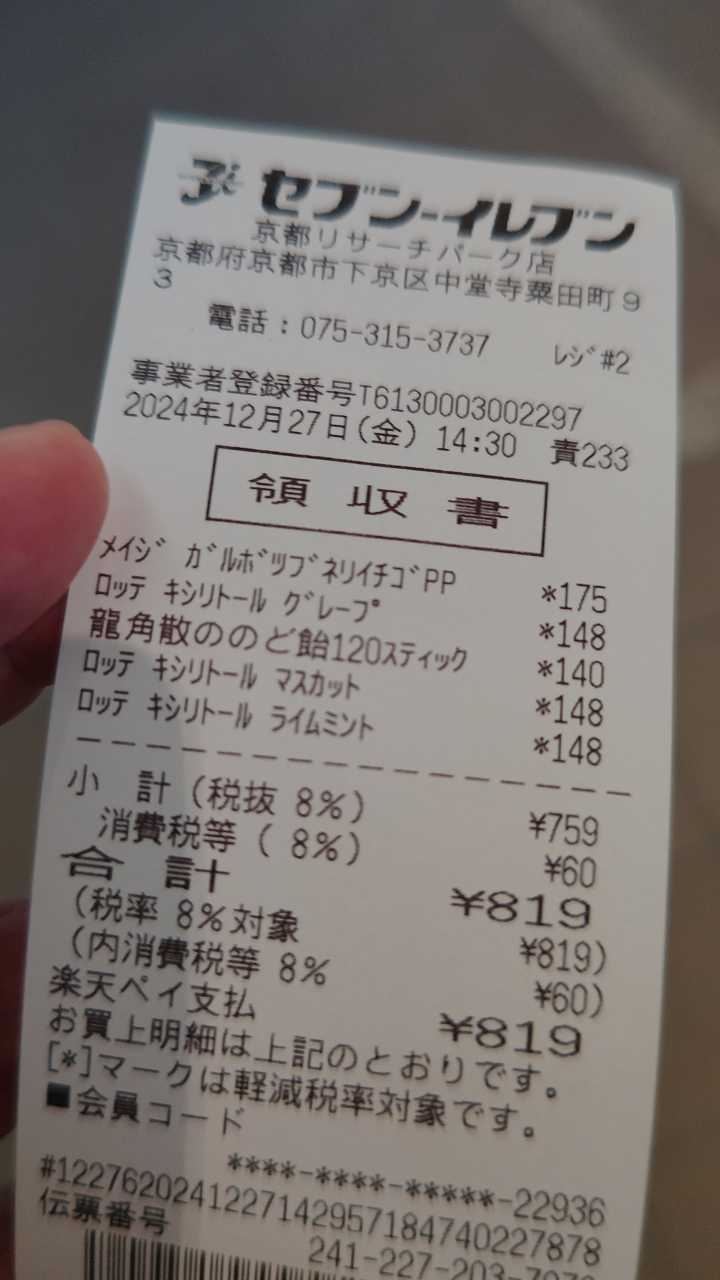 セブン-イレブン
京都リサーチパーク店
京都府京都市下京区中堂寺粟田町9
3
電話：075-315-3737 ﾚｼﾞ#2
事業者登録番号T6130003002297
2024年12月27日(金) 14:30 責233
領収書
ﾒｲｼﾞ ｶﾞﾙﾎﾞﾂﾌﾞﾈﾘｲﾁｺﾞPP *175
ﾛｯﾃ ｷｼﾘﾄｰﾙ ｸﾞﾚｰﾌﾟ *148
龍角散ののど飴120ｽﾃｨｯｸ *140
ﾛｯﾃ ｷｼﾘﾄｰﾙ ﾏｽｶｯﾄ *148
ﾛｯﾃ ｷｼﾘﾄｰﾙ ﾗｲﾑﾐﾝﾄ *148
小 計(税抜 8%) ¥759
消費税等( 8%) ¥60
合 計 ¥819
(税率 8%対象 ¥819)
(内消費税等 8% ¥60)
楽天ペイ支払 ¥819
お買上明細は上記のとおりです。
[*]マークは軽減税率対象です。
■会員コード
****-****-*****-22936
#12276202412271429571847402​27878
伝票番号
241-227-203-